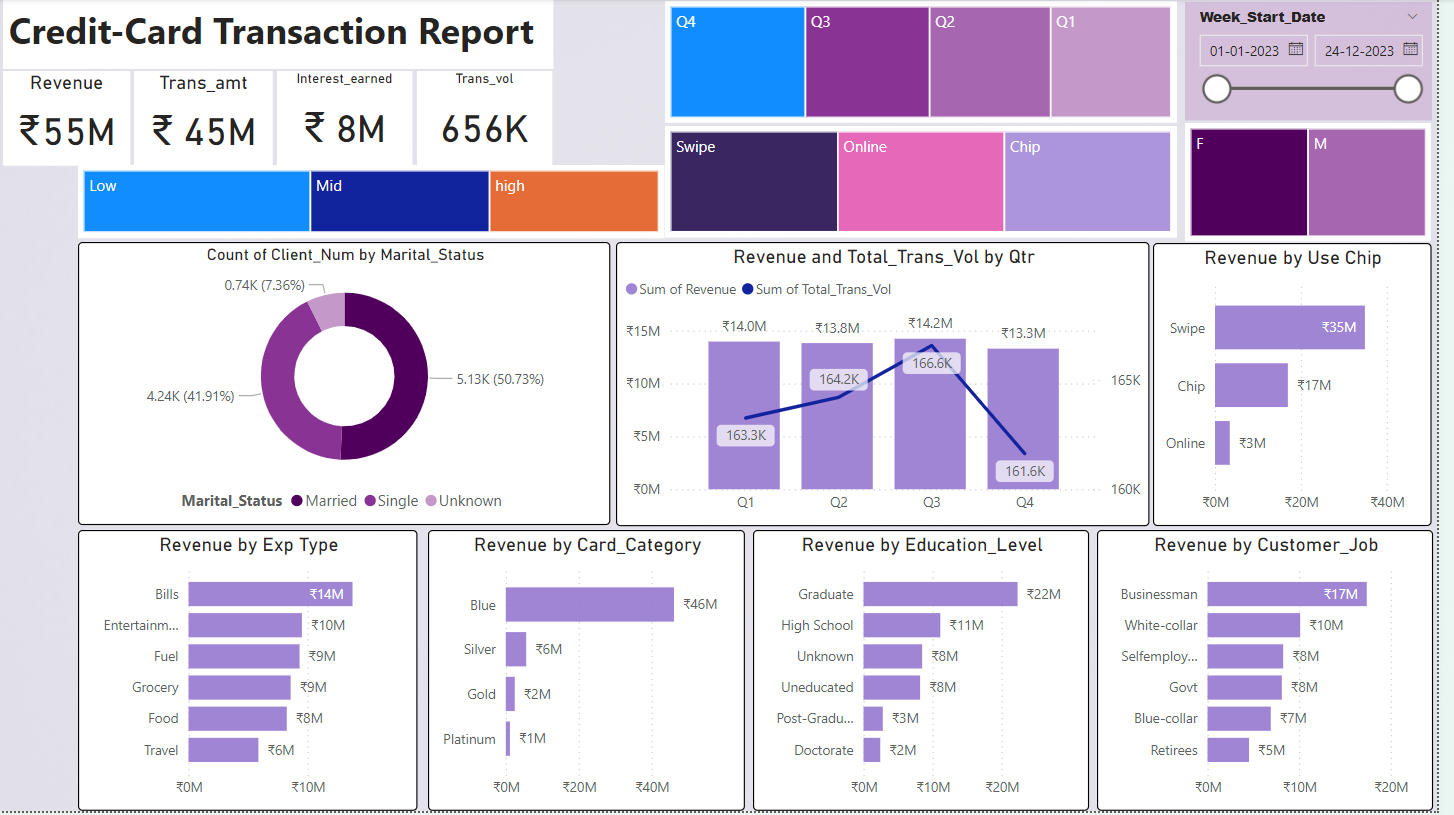 Credit-Card Transaction Report
Revenue
₹55M
Trans_amt
₹ 45M
Interest_earned
₹ 8M
Trans_vol
656K
Q4
Q3
Q2
Q1
Week_Start_Date
01-01-2023
24-12-2023
Low
Mid
high
Swipe
Online
Chip
F
M
Count of Client_Num by Marital_Status
0.74K (7.36%)
5.13K (50.73%)
4.24K (41.91%)
Marital_Status Married Single Unknown
Revenue and Total_Trans_Vol by Qtr
Sum of Revenue Sum of Total_Trans_Vol
₹15M
₹10M
₹5M
₹0M
₹14.0M
₹13.8M
₹14.2M
₹13.3M
163.3K
164.2K
166.6K
161.6K
165K
160K
Q1
Q2
Q3
Q4
Revenue by Use Chip
Swipe ₹35M
Chip ₹17M
Online ₹3M
₹0M ₹20M ₹40M
Revenue by Exp Type
Bills ₹14M
Entertainm... ₹10M
Fuel ₹9M
Grocery ₹9M
Food ₹8M
Travel ₹6M
₹0M ₹10M
Revenue by Card_Category
Blue ₹46M
Silver ₹6M
Gold ₹2M
Platinum ₹1M
₹0M ₹20M ₹40M
Revenue by Education_Level
Graduate ₹22M
High School ₹11M
Unknown ₹8M
Uneducated ₹8M
Post-Gradu... ₹3M
Doctorate ₹2M
₹0M ₹10M ₹20M
Revenue by Customer_Job
Businessman ₹17M
White-collar ₹10M
Selfemploy... ₹8M
Govt ₹8M
Blue-collar ₹7M
Retirees ₹5M
₹0M ₹10M ₹20M